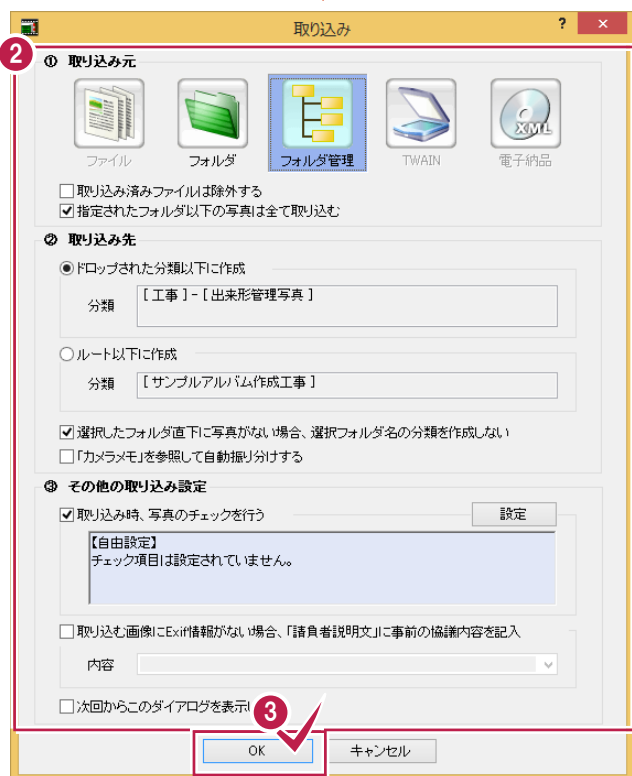 取り込み
?
×
2
① 取り込み元
ファイル
フォルダ
フォルダ管理
TWAIN
XML
電子納品
取り込み済みファイルは除外する
指定されたフォルダ以下の写真は全て取り込む
② 取り込み先
ドロップされた分類以下に作成
分類
[ 工事 ] - [ 出来形管理写真 ]
ルート以下に作成
分類
[ サンプルアルバム作成工事 ]
選択したフォルダ直下に写真がない場合、選択フォルダ名の分類を作成しない
「カメラメモ」を参照して自動振り分けする
③ その他の取り込み設定
取り込み時、写真のチェックを行う
設定
【自由設定】
チェック項目は設定されていません。
取り込む画像にExif情報がない場合、「請負者説明文」に事前の協議内容を記入
内容
次回からこのダイアログを表示し
3
OK
キャンセル